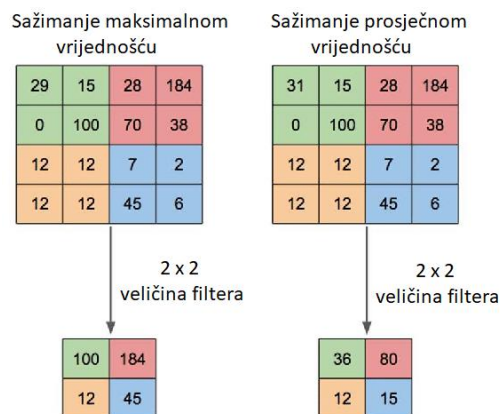 Sažimanje maksimalnom
vrijednošću
29 15 28 184
0 100 70 38
12 12 7 2
12 12 45 6
2 x 2
veličina filtera
100 184
12 45
Sažimanje prosječnom
vrijednošću
31 15 28 184
0 100 70 38
12 12 7 2
12 12 45 6
2 x 2
veličina filtera
36 80
12 15